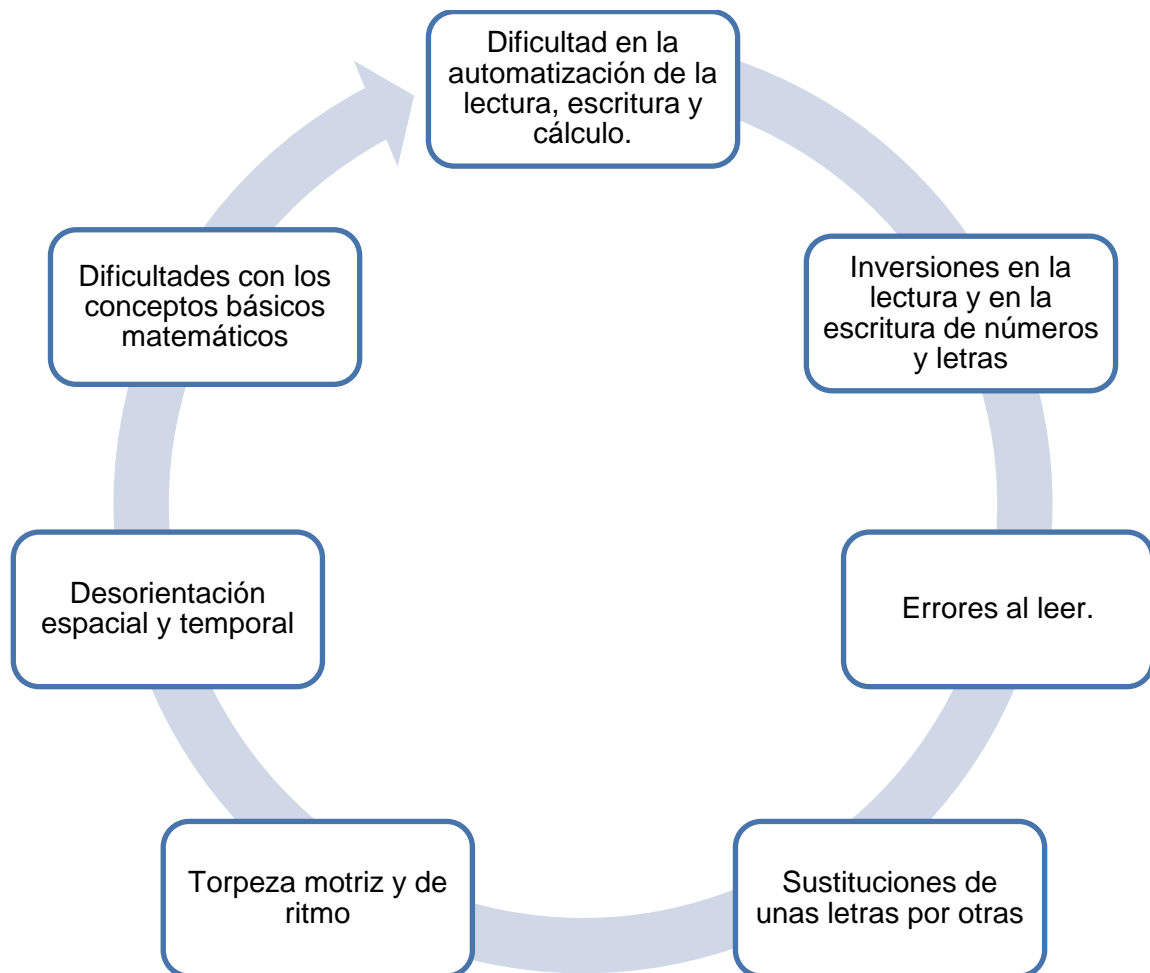 Dificultad en la
automatización de la
lectura, escritura y
cálculo.
Inversiones en la
lectura y en la
escritura de números
y letras
Errores al leer.
Sustituciones de
unas letras por otras
Torpeza motriz y de
ritmo
Desorientación
espacial y temporal
Dificultades con los
conceptos básicos
matemáticos